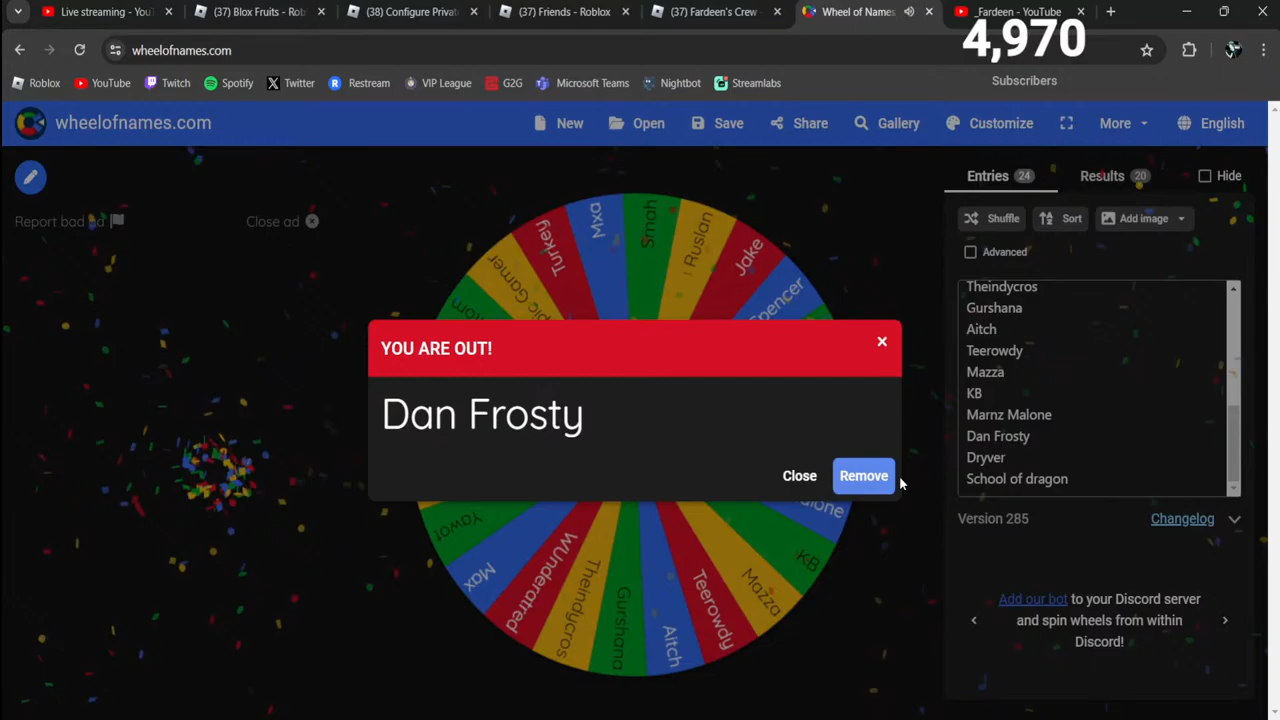 Live streaming - You
(37) Blox Fruits - Rob
(38) Configure Privat
(37) Friends - Roblox
(37) Fardeen's Crew -
Wheel of Names
_Fardeen - YouTube
4,970
Subscribers
wheelofnames.com
Roblox YouTube Twitch Spotify Twitter Restream VIP League G2G Microsoft Teams Nightbot Streamlabs
wheelofnames.com New Open Save Share Gallery Customize More English
Entries 24 Results 20 Hide
Report bad ad Close ad
Shuffle Sort Add image
Advanced
Theindycros
Gurshana
Aitch
Teerowdy
Mazza
KB
Marnz Malone
Dan Frosty
Dryver
School of dragon
Version 285 Changelog
Add our bot to your Discord server
and spin wheels from within
Discord!
Turkey
Mxa
Smah
Ruslan
Jake
Spencer
YOU ARE OUT!
Dan Frosty
Close Remove
Yawot
Max
WUnderatred
Theindycros
Gurshana
Aitch
Teerowdy
Mazza
KB